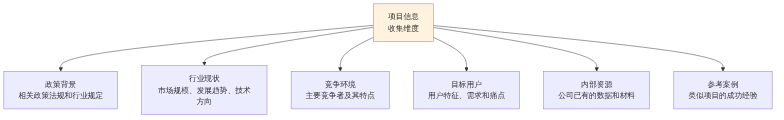 项目信息
收集维度
政策背景
相关政策法规和行业规定
行业现状
市场规模、发展趋势、技术
方向
竞争环境
主要竞争者及其特点
目标用户
用户特征、需求和痛点
内部资源
公司已有的数据和材料
参考案例
类似项目的成功经验